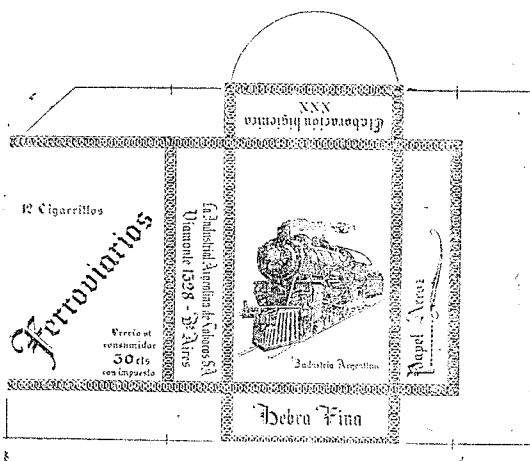 Elaboración higienica
XXX
12 Cigarrillos
Ferroviarios
Precio al
consumidor
30 cts
con impuesto
La Industrial Argentina de Tabacos S.A.
Viamonte 1528 - Bs Aires
Industria Argentina
Papel Arroz
Hebra Fina